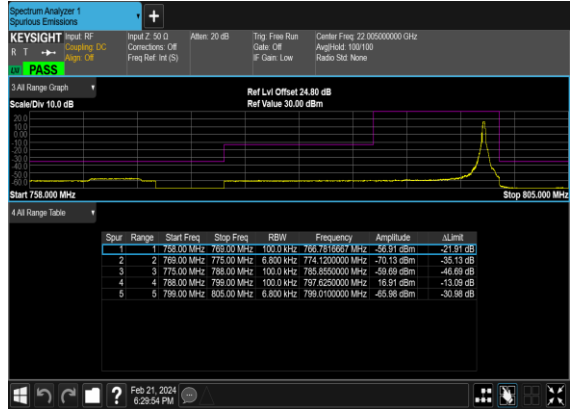 Spectrum Analyzer 1
Spurious Emissions
KEYSIGHT Input: RF Input Z: 50 Ω Atten: 20 dB Trig: Free Run Center Freq: 22.005000000 GHz
R T Coupling: DC Corrections: Off Gate: Off Avg|Hold: 100/100
Align: Off Freq Ref: Int (S) IF Gain: Low Radio Std: None
PASS
3 All Range Graph
Ref Lvl Offset 24.80 dB
Scale/Div 10.0 dB Ref Value 30.00 dBm
20.0
10.0
0.00
-10.0
-20.0
-30.0
-40.0
-50.0
-60.0
Start 758.000 MHz Stop 805.000 MHz
4 All Range Table
Spur Range Start Freq Stop Freq RBW Frequency Amplitude ΔLimit
1 1 758.00 MHz 769.00 MHz 100.0 kHz 766.7816667 MHz -56.91 dBm -21.91 dB
2 2 769.00 MHz 775.00 MHz 6.800 kHz 774.1200000 MHz -70.13 dBm -35.13 dB
3 3 775.00 MHz 788.00 MHz 100.0 kHz 785.8550000 MHz -59.69 dBm -46.69 dB
4 4 788.00 MHz 799.00 MHz 100.0 kHz 797.6250000 MHz 16.91 dBm -13.09 dB
5 5 799.00 MHz 805.00 MHz 6.800 kHz 799.0100000 MHz -65.98 dBm -30.98 dB
Feb 21, 2024
6:29:54 PM